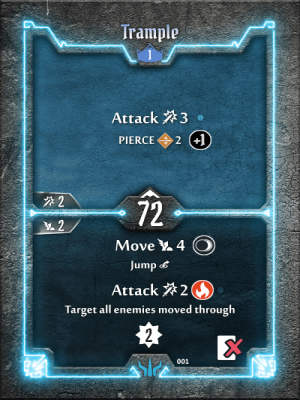 Trample
1
Attack 3
PIERCE 2 +1
2
72
2
Move 4
Jump
Attack 2
Target all enemies moved through
2
001